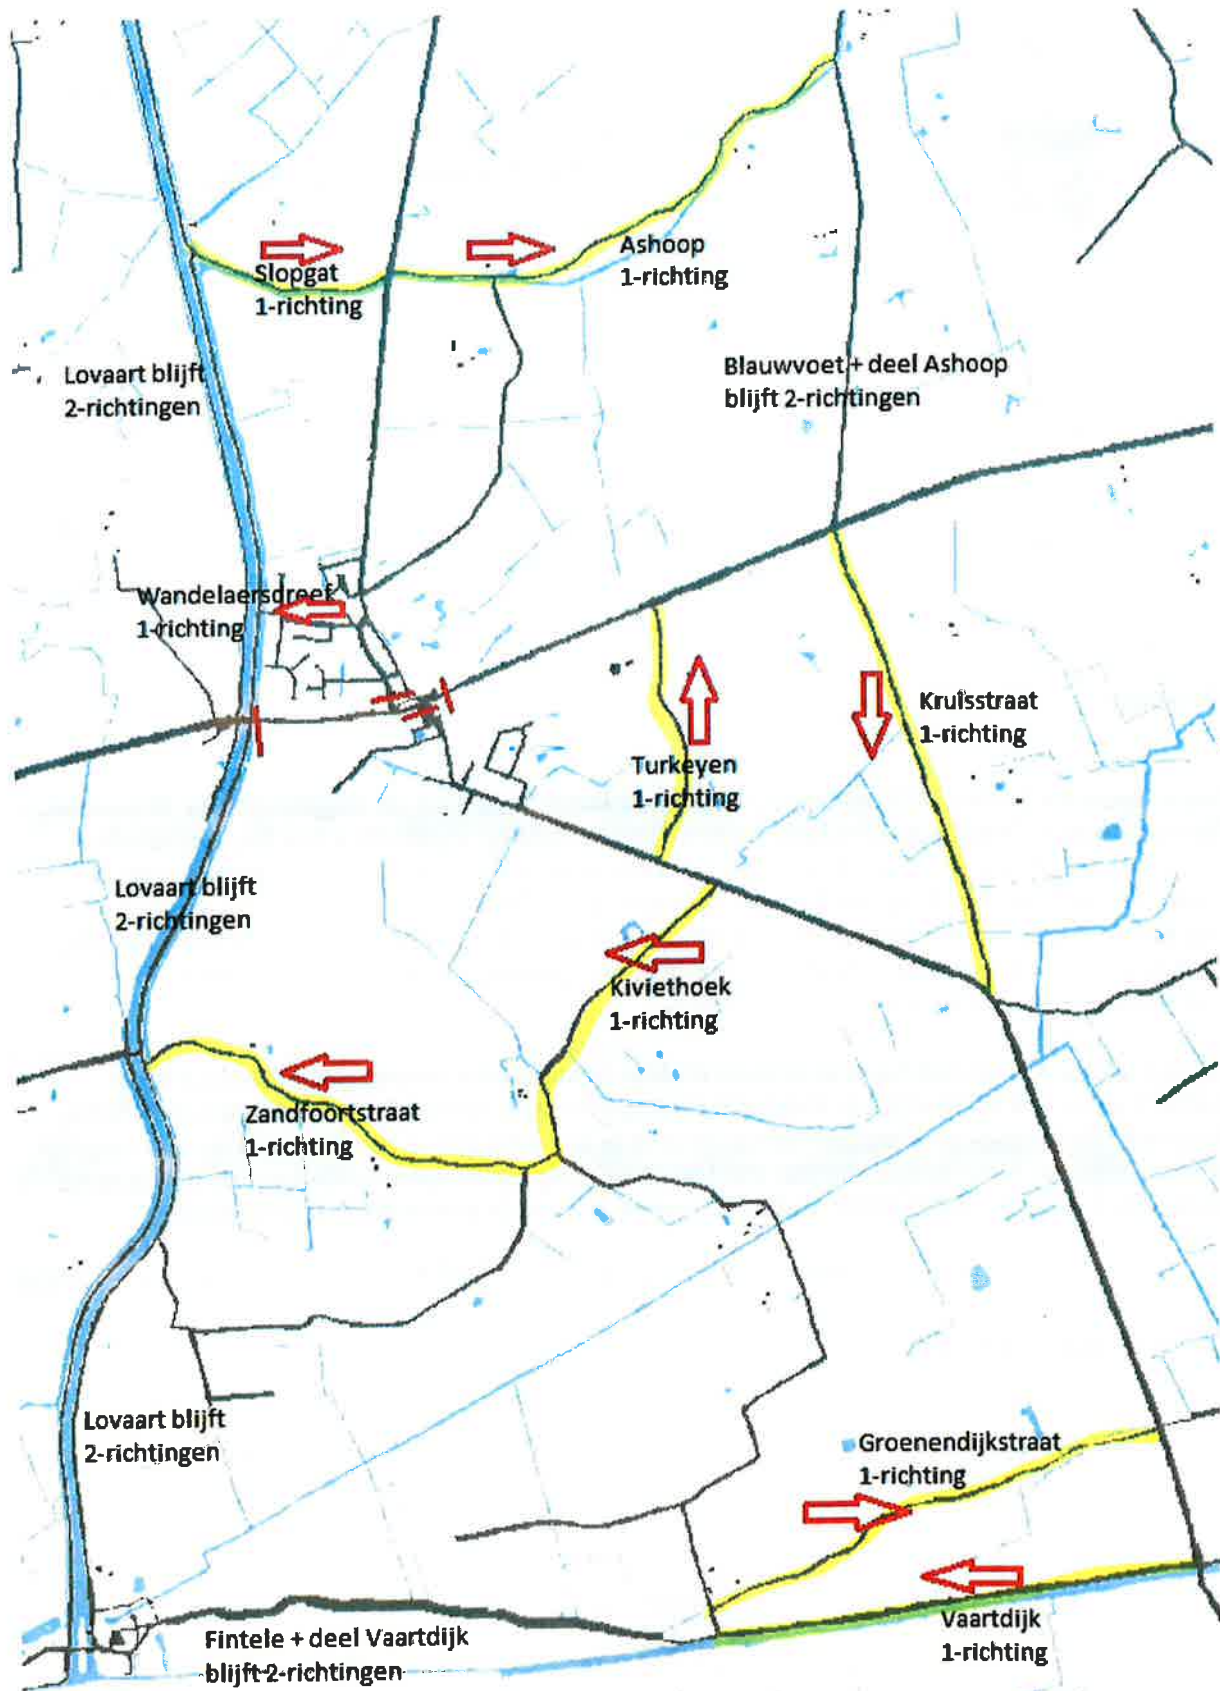 Ashoop
1-richting
Slopgat
1-richting
Lovaart blijft
2-richtingen
Blauwvoet + deel Ashoop
blijft 2-richtingen
Wandelaersdreef
1-richting
Kruisstraat
1-richting
Turkeyen
1-richting
Lovaart blijft
2-richtingen
Kiviethoek
1-richting
Zandfoortstraat
1-richting
Lovaart blijft
2-richtingen
Groenendijkstraat
1-richting
Vaartdijk
1-richting
Fintele + deel Vaartdijk
blijft 2-richtingen